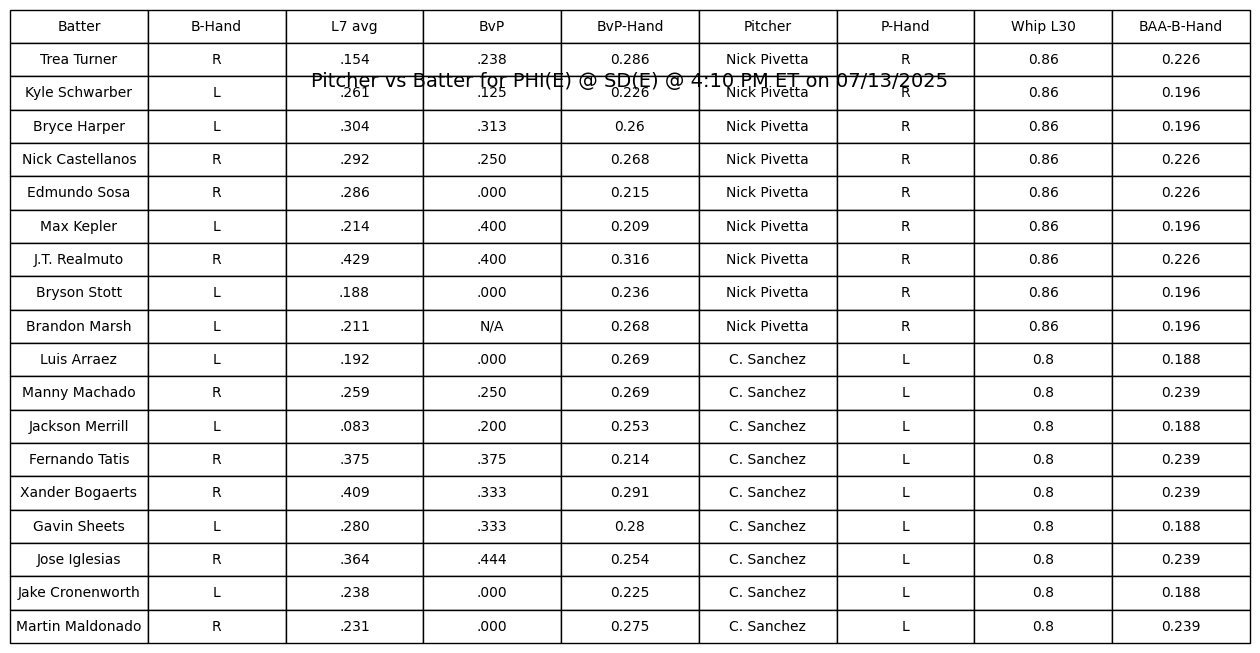 Batter B-Hand L7 avg BvP BvP-Hand Pitcher P-Hand Whip L30 BAA-B-Hand
Trea Turner R .154 .238 0.286 Nick Pivetta R 0.86 0.226
Pitcher vs Batter for PHI(E) @ SD(E) @ 4:10 PM ET on 07/13/2025
Kyle Schwarber L .261 .125 0.226 Nick Pivetta R 0.86 0.196
Bryce Harper L .304 .313 0.26 Nick Pivetta R 0.86 0.196
Nick Castellanos R .292 .250 0.268 Nick Pivetta R 0.86 0.226
Edmundo Sosa R .286 .000 0.215 Nick Pivetta R 0.86 0.226
Max Kepler L .214 .400 0.209 Nick Pivetta R 0.86 0.196
J.T. Realmuto R .429 .400 0.316 Nick Pivetta R 0.86 0.226
Bryson Stott L .188 .000 0.236 Nick Pivetta R 0.86 0.196
Brandon Marsh L .211 N/A 0.268 Nick Pivetta R 0.86 0.196
Luis Arraez L .192 .000 0.269 C. Sanchez L 0.8 0.188
Manny Machado R .259 .250 0.269 C. Sanchez L 0.8 0.239
Jackson Merrill L .083 .200 0.253 C. Sanchez L 0.8 0.188
Fernando Tatis R .375 .375 0.214 C. Sanchez L 0.8 0.239
Xander Bogaerts R .409 .333 0.291 C. Sanchez L 0.8 0.239
Gavin Sheets L .280 .333 0.28 C. Sanchez L 0.8 0.188
Jose Iglesias R .364 .444 0.254 C. Sanchez L 0.8 0.239
Jake Cronenworth L .238 .000 0.225 C. Sanchez L 0.8 0.188
Martin Maldonado R .231 .000 0.275 C. Sanchez L 0.8 0.239